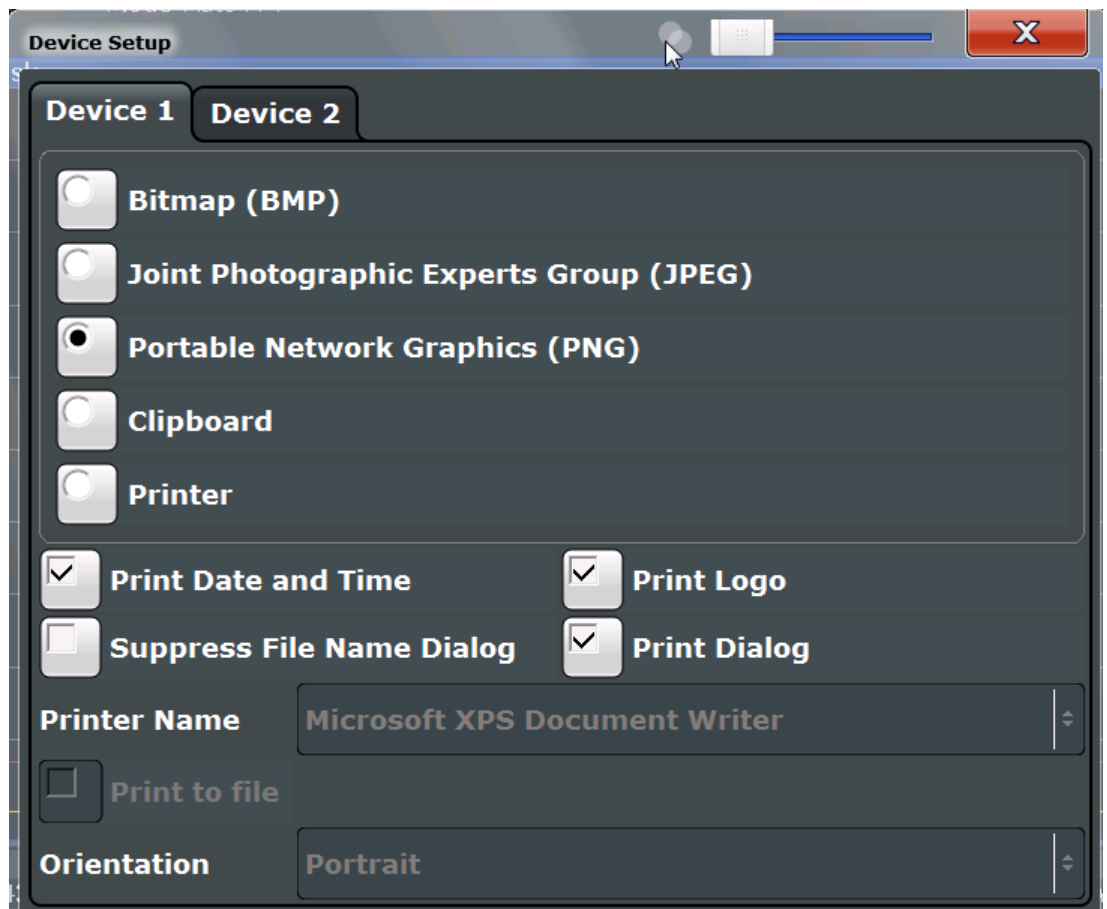 Device Setup
X
Device 1
Device 2
Bitmap (BMP)
Joint Photographic Experts Group (JPEG)
Portable Network Graphics (PNG)
Clipboard
Printer
Print Date and Time
Print Logo
Suppress File Name Dialog
Print Dialog
Printer Name
Microsoft XPS Document Writer
Print to file
Orientation
Portrait